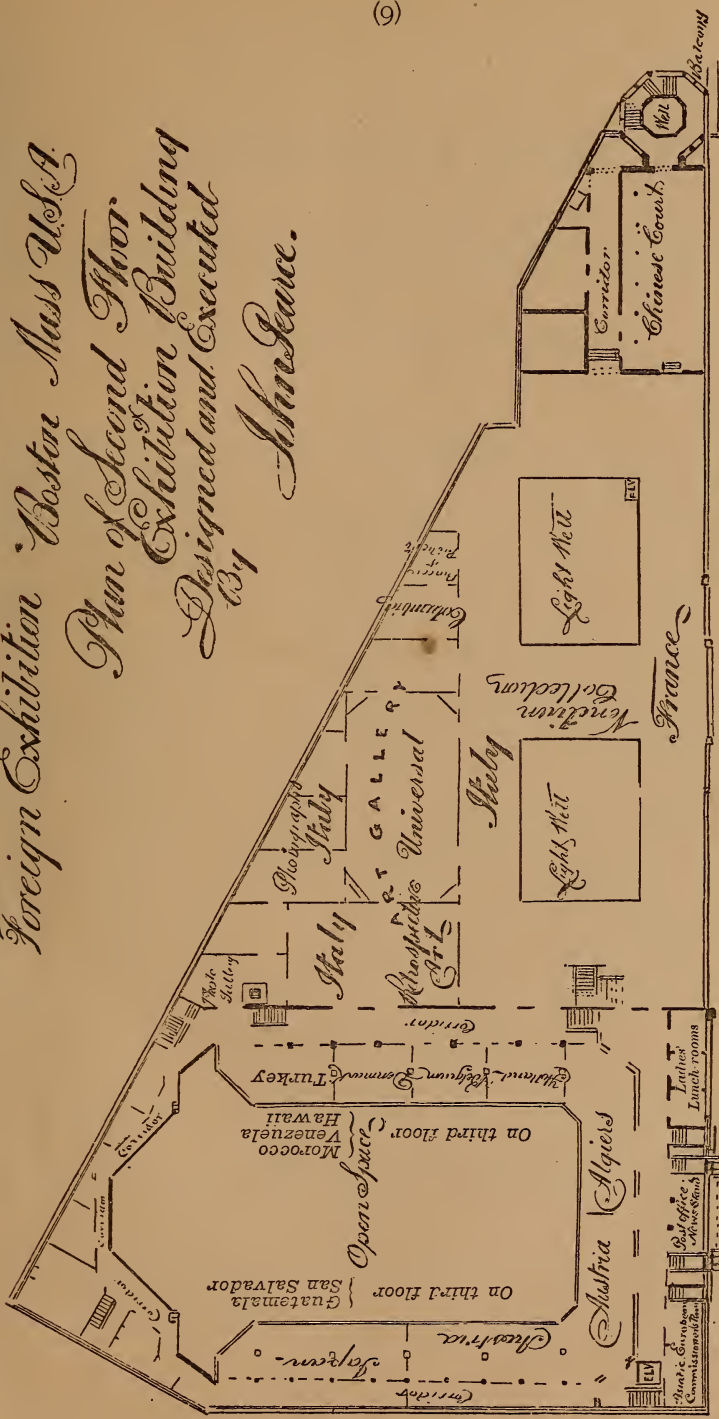 (9)
Foreign Exhibition Boston Mass U.S.A.
Plan of Second Floor
of
Exhibition Building
Designed and Executed
By
John Pearce.
Balcony
Well
Corridor
Chinese Court
Light Well
ELV
France
Venetian
Collection
Light Well
Italy
Columbia
ART GALLERY
Universal
Retrospective
Art
Photographs
Italy
Italy
Photo
Gallery
Corridor
Turkey
Denmark
Belgium
Holland
Corridor
Corridor
Corridor
Morocco
Venezuela
Hawaii
On third floor
Open Space
Guatemala
San Salvador
On third floor
Austria
Japan
Corridor
Austria
Algiers
Ladies'
Lunch-rooms
Post office
News Stand
ELV